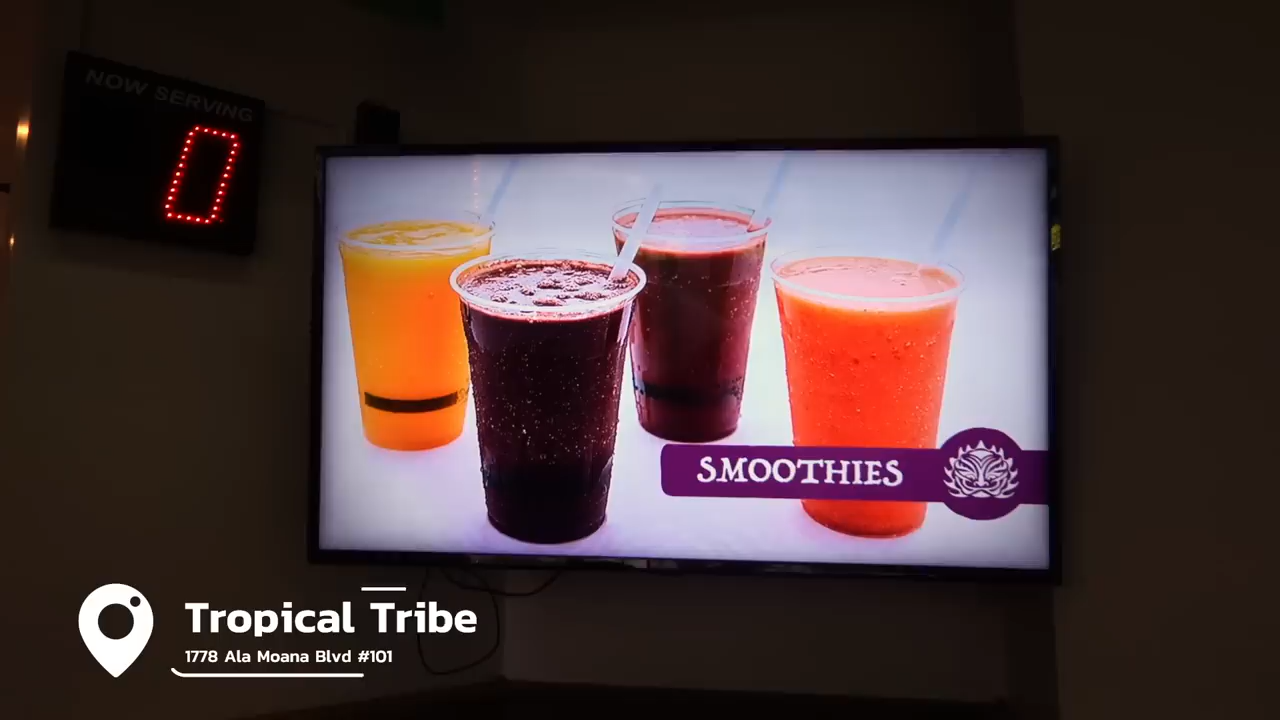 NOW SERVING
0
SMOOTHIES
Tropical Tribe
1778 Ala Moana Blvd #101